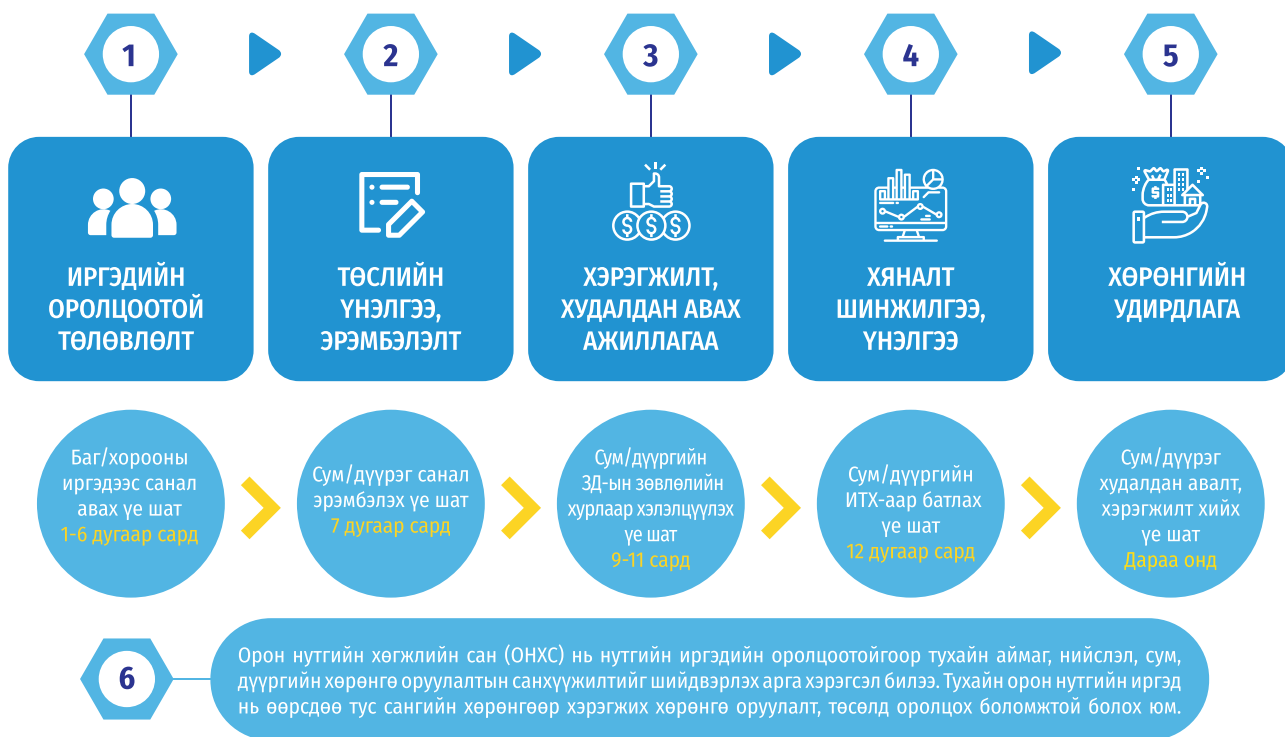 1
2
3
4
5
ИРГЭДИЙН
ОРОЛЦООТОЙ
ТӨЛӨВЛӨЛТ
ТӨСЛИЙН
ҮНЭЛГЭЭ,
ЭРЭМБЭЛЭЛТ
ХЭРЭГЖИЛТ,
ХУДАЛДАН АВАХ
АЖИЛЛАГАА
ХЯНАЛТ
ШИНЖИЛГЭЭ,
ҮНЭЛГЭЭ
ХӨРӨНГИЙН
УДИРДЛАГА
Баг/хорооны
иргэдээс санал
авах үе шат
1-6 дугаар сард
Сум/дүүрэг санал
эрэмбэлэх үе шат
7 дугаар сард
Сум/дүүргийн
ЗД-ын зөвлөлийн
хурлаар хэлэлцүүлэх
үе шат
9-11 сард
Сум/дүүргийн
ИТХ-аар батлах
үе шат
12 дугаар сард
Сум/дүүрэг
худалдан авалт,
хэрэгжилт хийх
үе шат
Дараа онд
6
Орон нутгийн хөгжлийн сан (ОНХС) нь нутгийн иргэдийн оролцоотойгоор тухайн аймаг, нийслэл, сум,
дүүргийн хөрөнгө оруулалтын санхүүжилтийг шийдвэрлэх арга хэрэгсэл билээ. Тухайн орон нутгийн иргэд
нь өөрсдөө тус сангийн хөрөнгөөр хэрэгжих хөрөнгө оруулалт, төсөлд оролцох боломжтой болох юм.